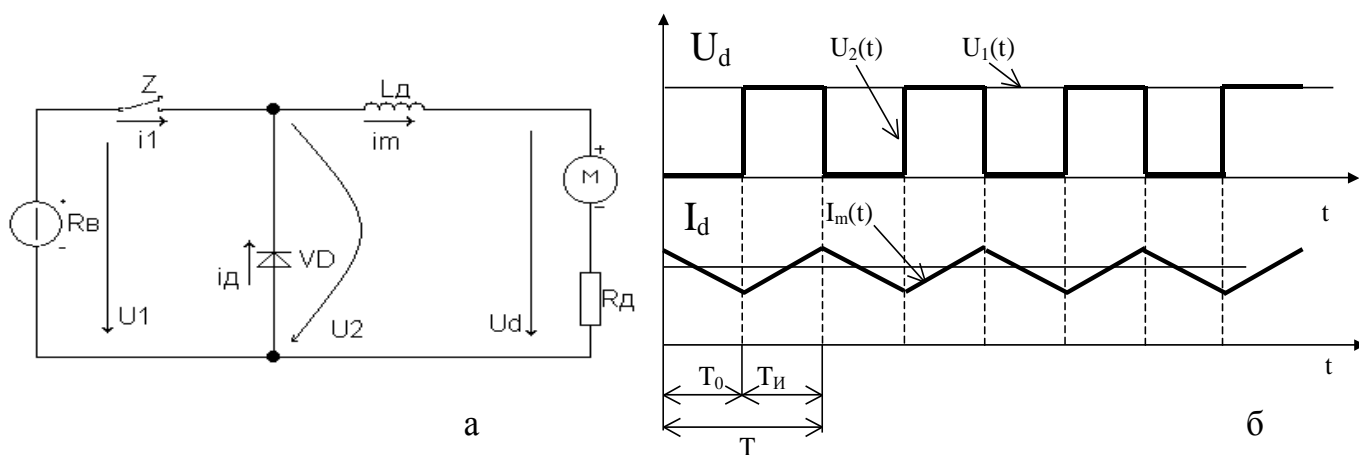 Z
Lд
i1
im
+
M
-
+
Rв
-
VD
iд
Rд
U1
U2
Ud
а
Ud
U2(t)
U1(t)
t
Id
Im(t)
t
T0
TИ
T
б